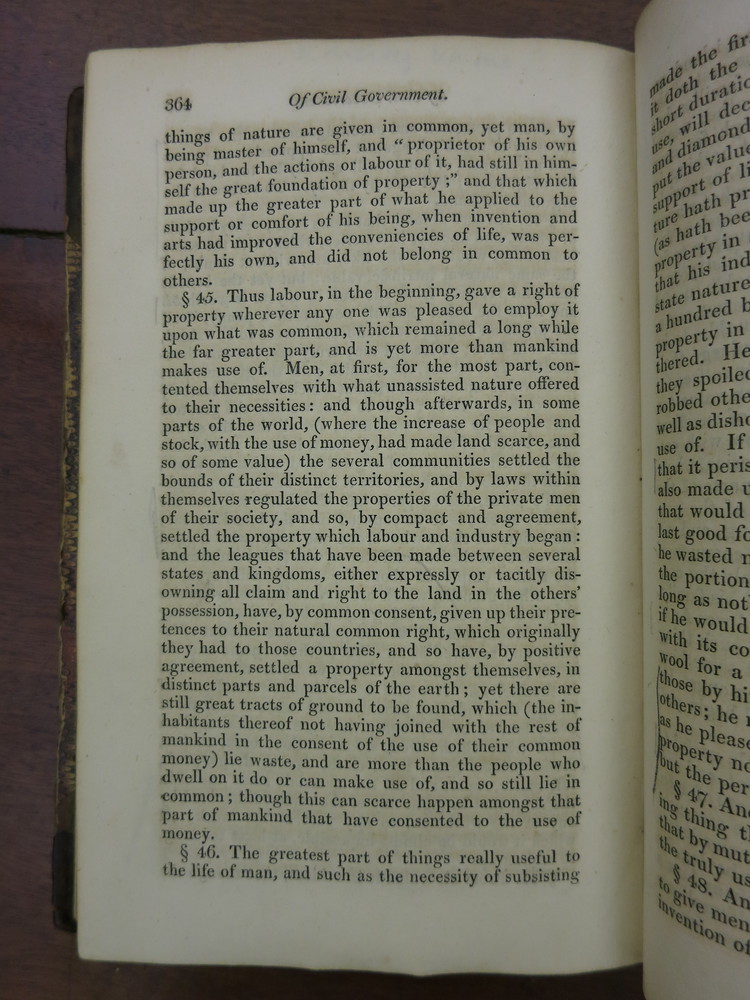 364
Of Civil Government.
things of nature are given in common, yet man, by
being master of himself, and “ proprietor of his own
person, and the actions or labour of it, had still in him-
self the great foundation of property ;” and that which
made up the greater part of what he applied to the
support or comfort of his being, when invention and
arts had improved the conveniencies of life, was per-
fectly his own, and did not belong in common to
others.
§ 45. Thus labour, in the beginning, gave a right of
property wherever any one was pleased to employ it
upon what was common, which remained a long while
the far greater part, and is yet more than mankind
makes use of. Men, at first, for the most part, con-
tented themselves with what unassisted nature offered
to their necessities: and though afterwards, in some
parts of the world, (where the increase of people and
stock, with the use of money, had made land scarce, and
so of some value) the several communities settled the
bounds of their distinct territories, and by laws within
themselves regulated the properties of the private men
of their society, and so, by compact and agreement,
settled the property which labour and industry began :
and the leagues that have been made between several
states and kingdoms, either expressly or tacitly dis-
owning all claim and right to the land in the others’
possession, have, by common consent, given up their pre-
tences to their natural common right, which originally
they had to those countries, and so have, by positive
agreement, settled a property amongst themselves, in
distinct parts and parcels of the earth ; yet there are
still great tracts of ground to be found, which (the in-
habitants thereof not having joined with the rest of
mankind in the consent of the use of their common
money) lie waste, and are more than the people who
dwell on it do or can make use of, and so still lie in
common ; though this can scarce happen amongst that
part of mankind that have consented to the use of
money.
§ 46. The greatest part of things really useful to
the life of man, and such as the necessity of subsisting
made the fir
it doth the
short duratio
use, will dec
and diamond
put the valu
support of li
ture hath pr
(as hath bee
property in
that his ind
state nature
a hundred b
property in
thered. He
they spoiled
robbed othe
well as disho
use of. If
that it peris
also made u
that would
last good fo
he wasted n
the portion
long as not
if he would
with its co
wool for a
those by hi
others; he
as he please
property no
but the per
§ 47. An
ing thing t
that by mut
the truly us
§ 48. An
to give men
invention of